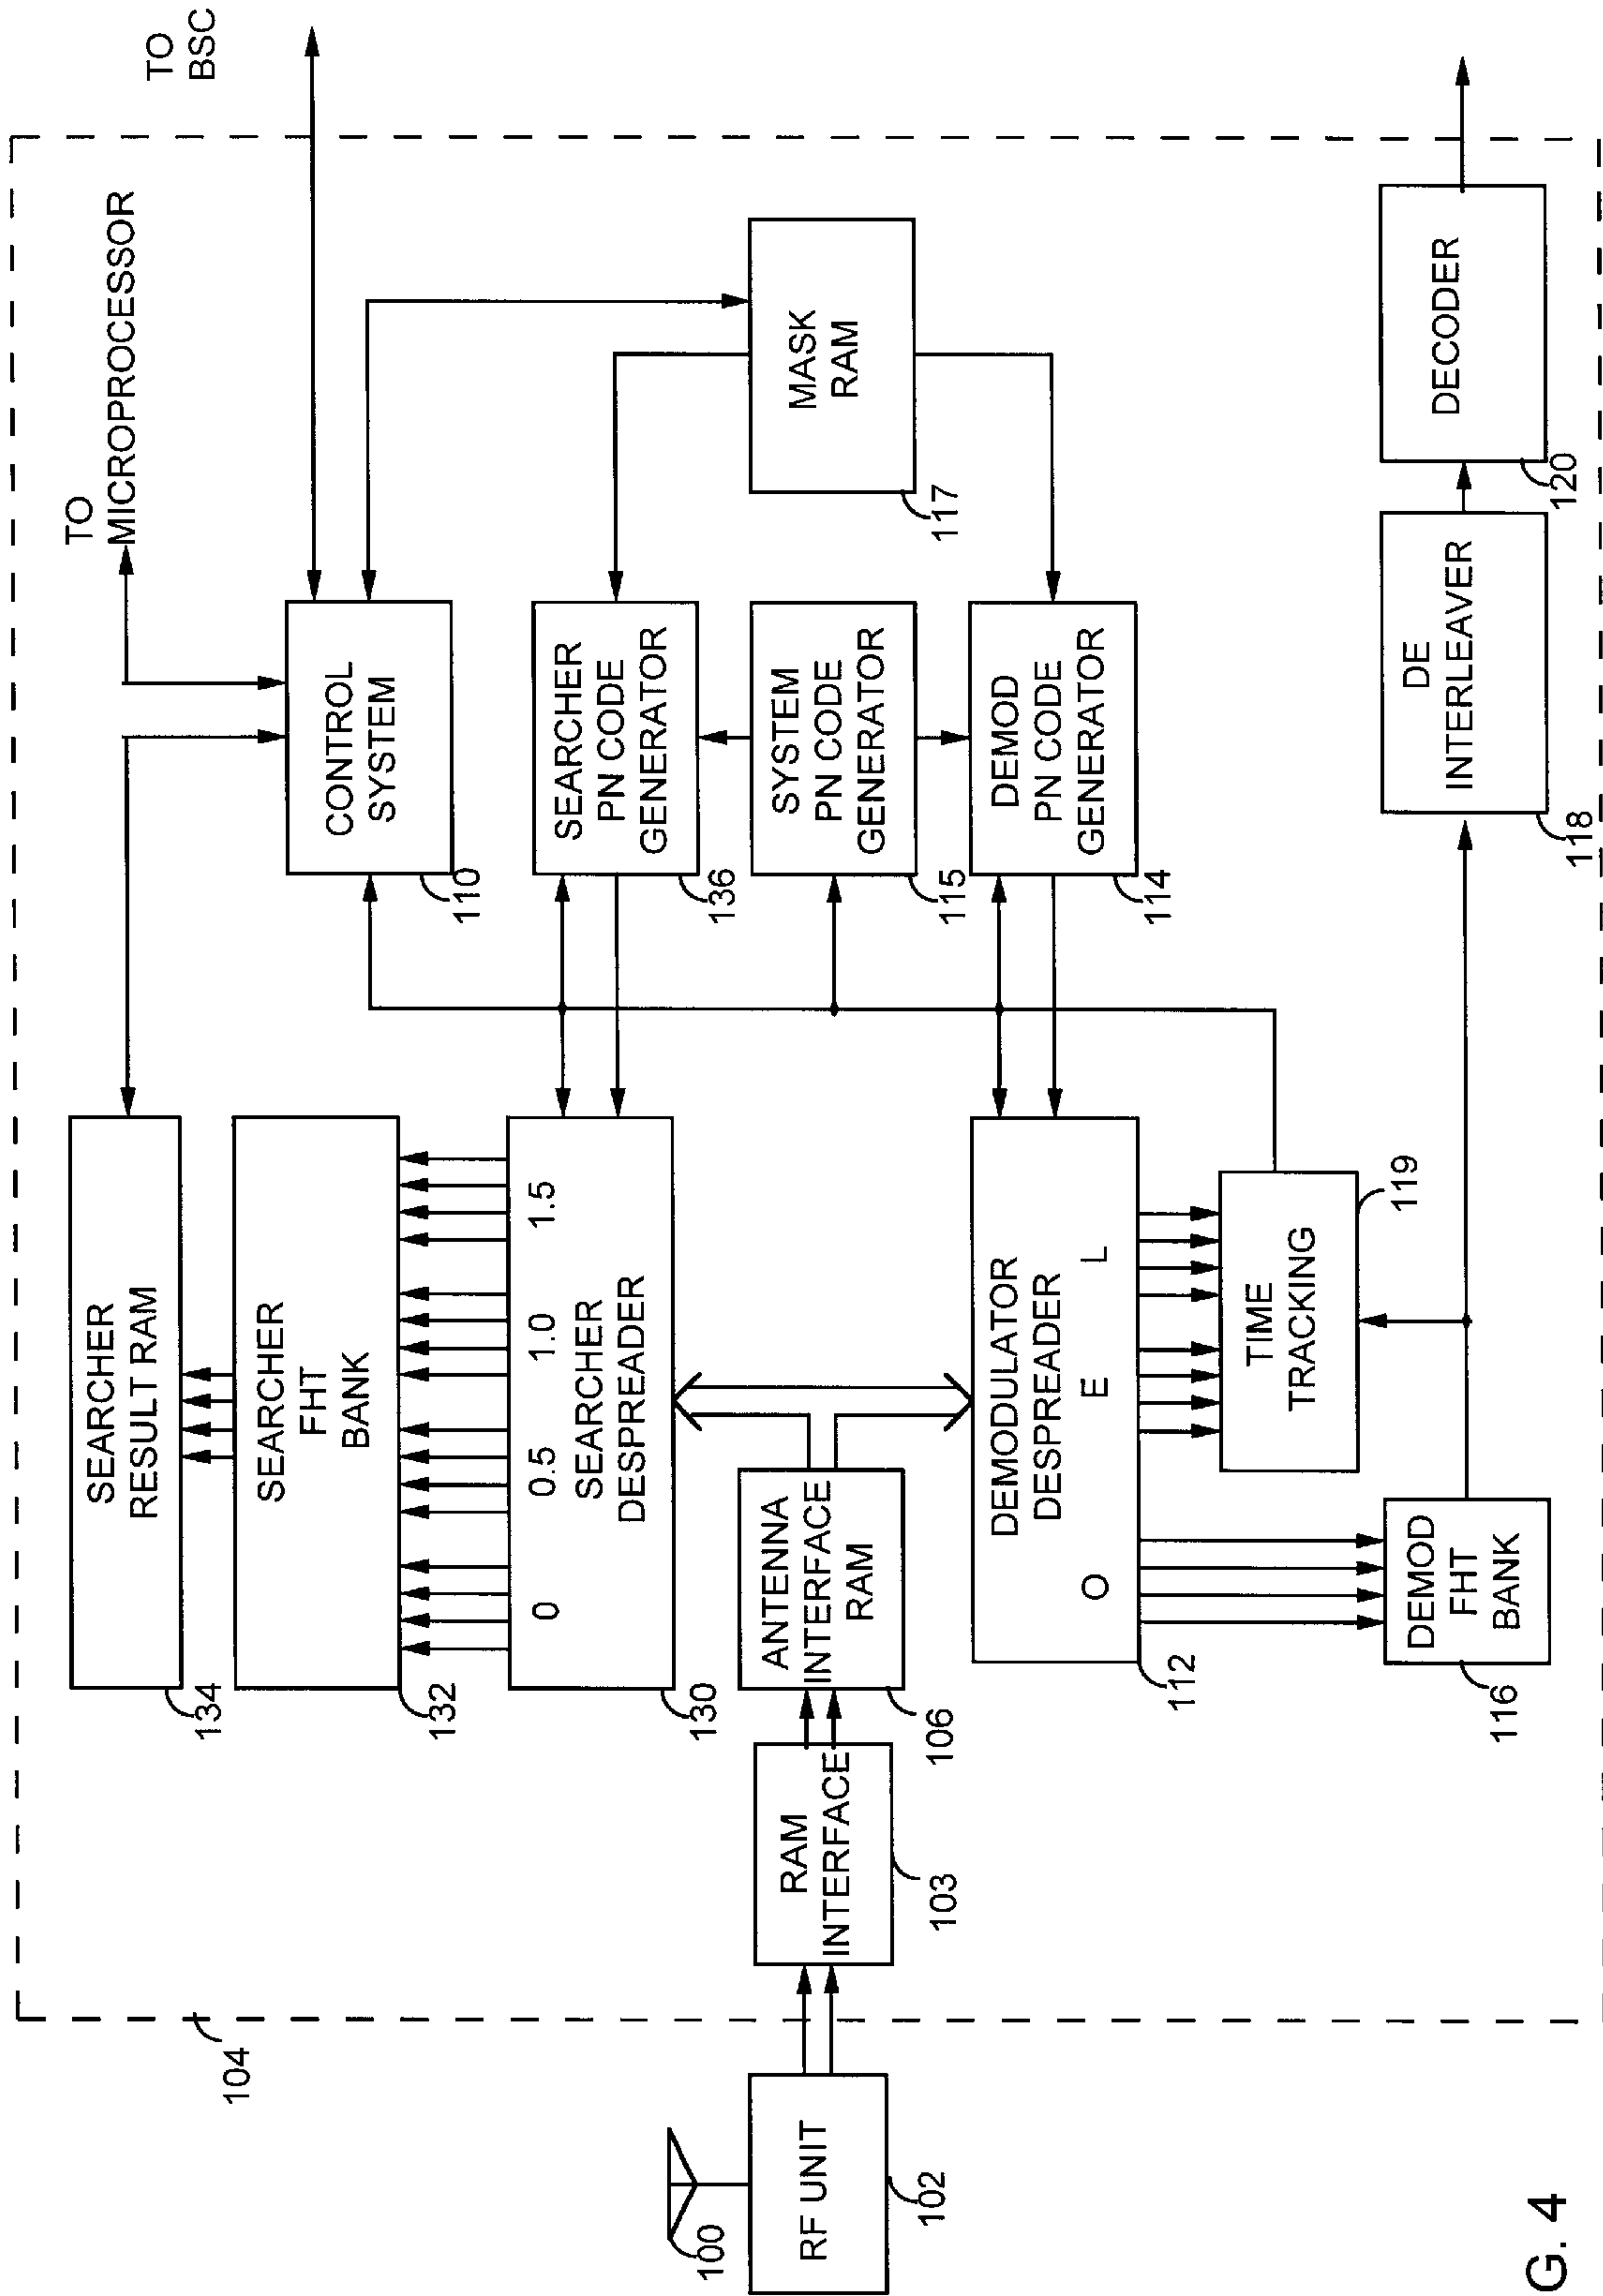 TO
BSC
TO
MICROPROCESSOR
SEARCHER
RESULT RAM
134
CONTROL
SYSTEM
110
SEARCHER
FHT
BANK
132
0
0.5
1.0
1.5
SEARCHER
DESPREADER
130
SEARCHER
PN CODE
GENERATOR
136
MASK
RAM
117
SYSTEM
PN CODE
GENERATOR
115
DEMOD
PN CODE
GENERATOR
114
104
100
RF UNIT
102
RAM
INTERFACE
103
ANTENNA
INTERFACE
RAM
106
DEMODULATOR
DESPREADER
O
E
L
112
TIME
TRACKING
119
DEMOD
FHT
BANK
116
DE
INTERLEAVER
118
DECODER
120
G. 4